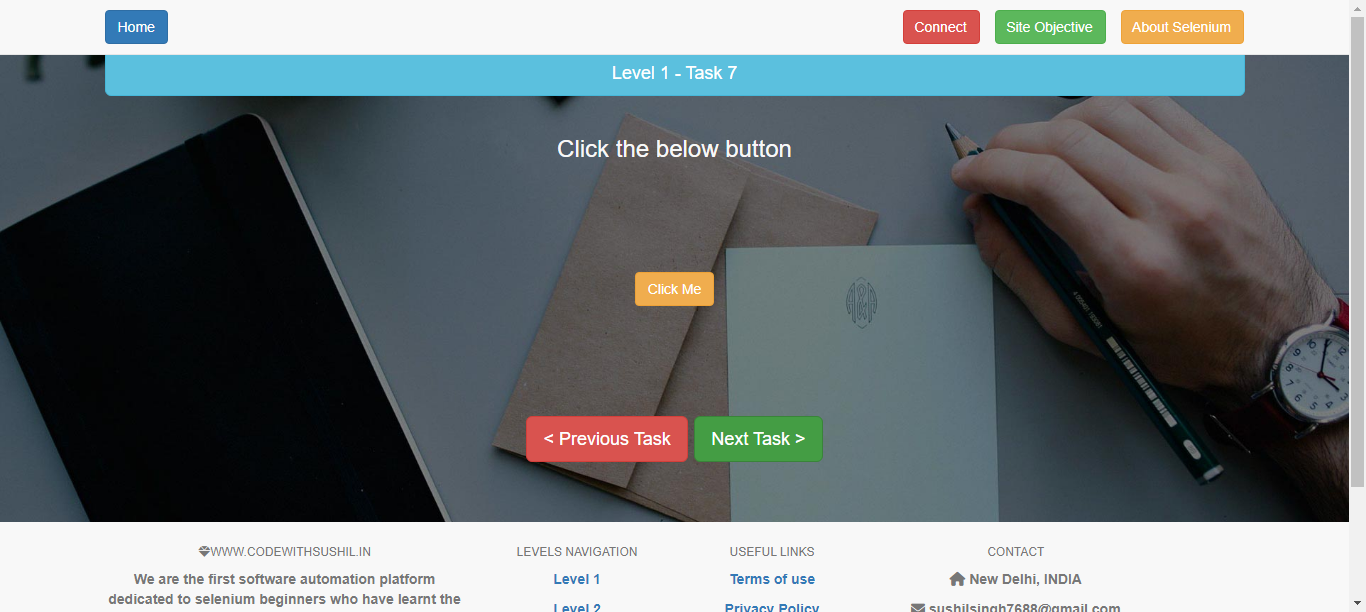 Home
Connect
Site Objective
About Selenium
Level 1 - Task 7
Click the below button
Click Me
< Previous Task
Next Task >
WWW.CODEWITHSUSHIL.IN
LEVELS NAVIGATION
USEFUL LINKS
CONTACT
We are the first software automation platform
dedicated to selenium beginners who have learnt the
Level 1
Level 2
Terms of use
Privacy Policy
New Delhi, INDIA
sushilsingh7688@gmail.com